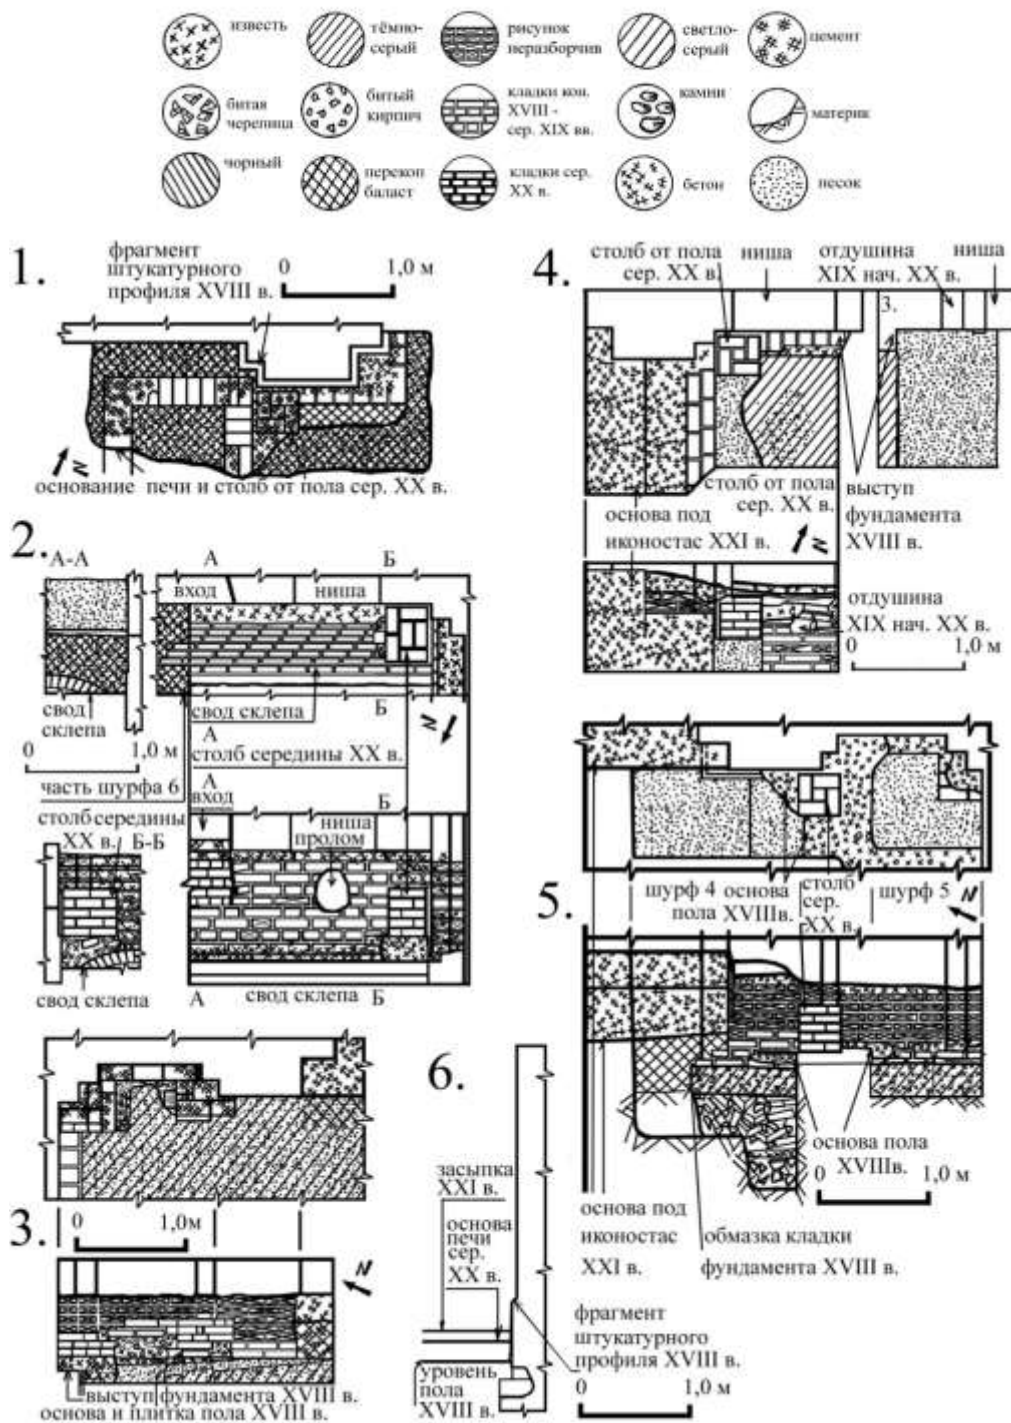 известь
тёмно-
серый
рисунок
неразборчив
светло-
серый
цемент
битая
черепица
битый
кирпич
кладки кон.
XVIII -
сер. XIX вв.
камни
материк
чорный
перекоп
баласт
кладки сер.
XX в.
бетон
песок
1.
фрагмент
штукатурного
профиля XVIII в.
0 1,0 м
N
основание печи и столб от пола сер. XX в.
4.
столб от пола
сер. XX в.
ниша
отдушина
XIX нач. XX в.
ниша
3.
столб от пола
сер. XX в.
выступ
фундамента
XVIII в.
основа под
иконостас XXI в.
N
отдушина
XIX нач. XX в.
0 1,0 м
2.
А-А
А
Б
вход
ниша
свод
склепа
свод склепа
Б
N
0 1,0 м
А
столб середины XX в.
часть шурфа 6
А
вход
Б
ниша
пролом
столб середины
XX в.
Б-Б
свод склепа
А
свод склепа
Б
5.
шурф 4
основа
пола
XVIIIв.
столб
сер.
XX в.
шурф 5
N
основа пола
XVIIIв.
0 1,0 м
основа под
иконостас
XXI в.
обмазка кладки
фундамента XVIII в.
3.
0 1,0м
N
выступ фундамента XVIII в.
основа и плитка пола XVIII в.
6.
засыпка
XXI в.
основа
печи
сер.
XX в.
уровень
пола
XVIII в.
фрагмент
штукатурного
профиля XVIII в.
0 1,0 м